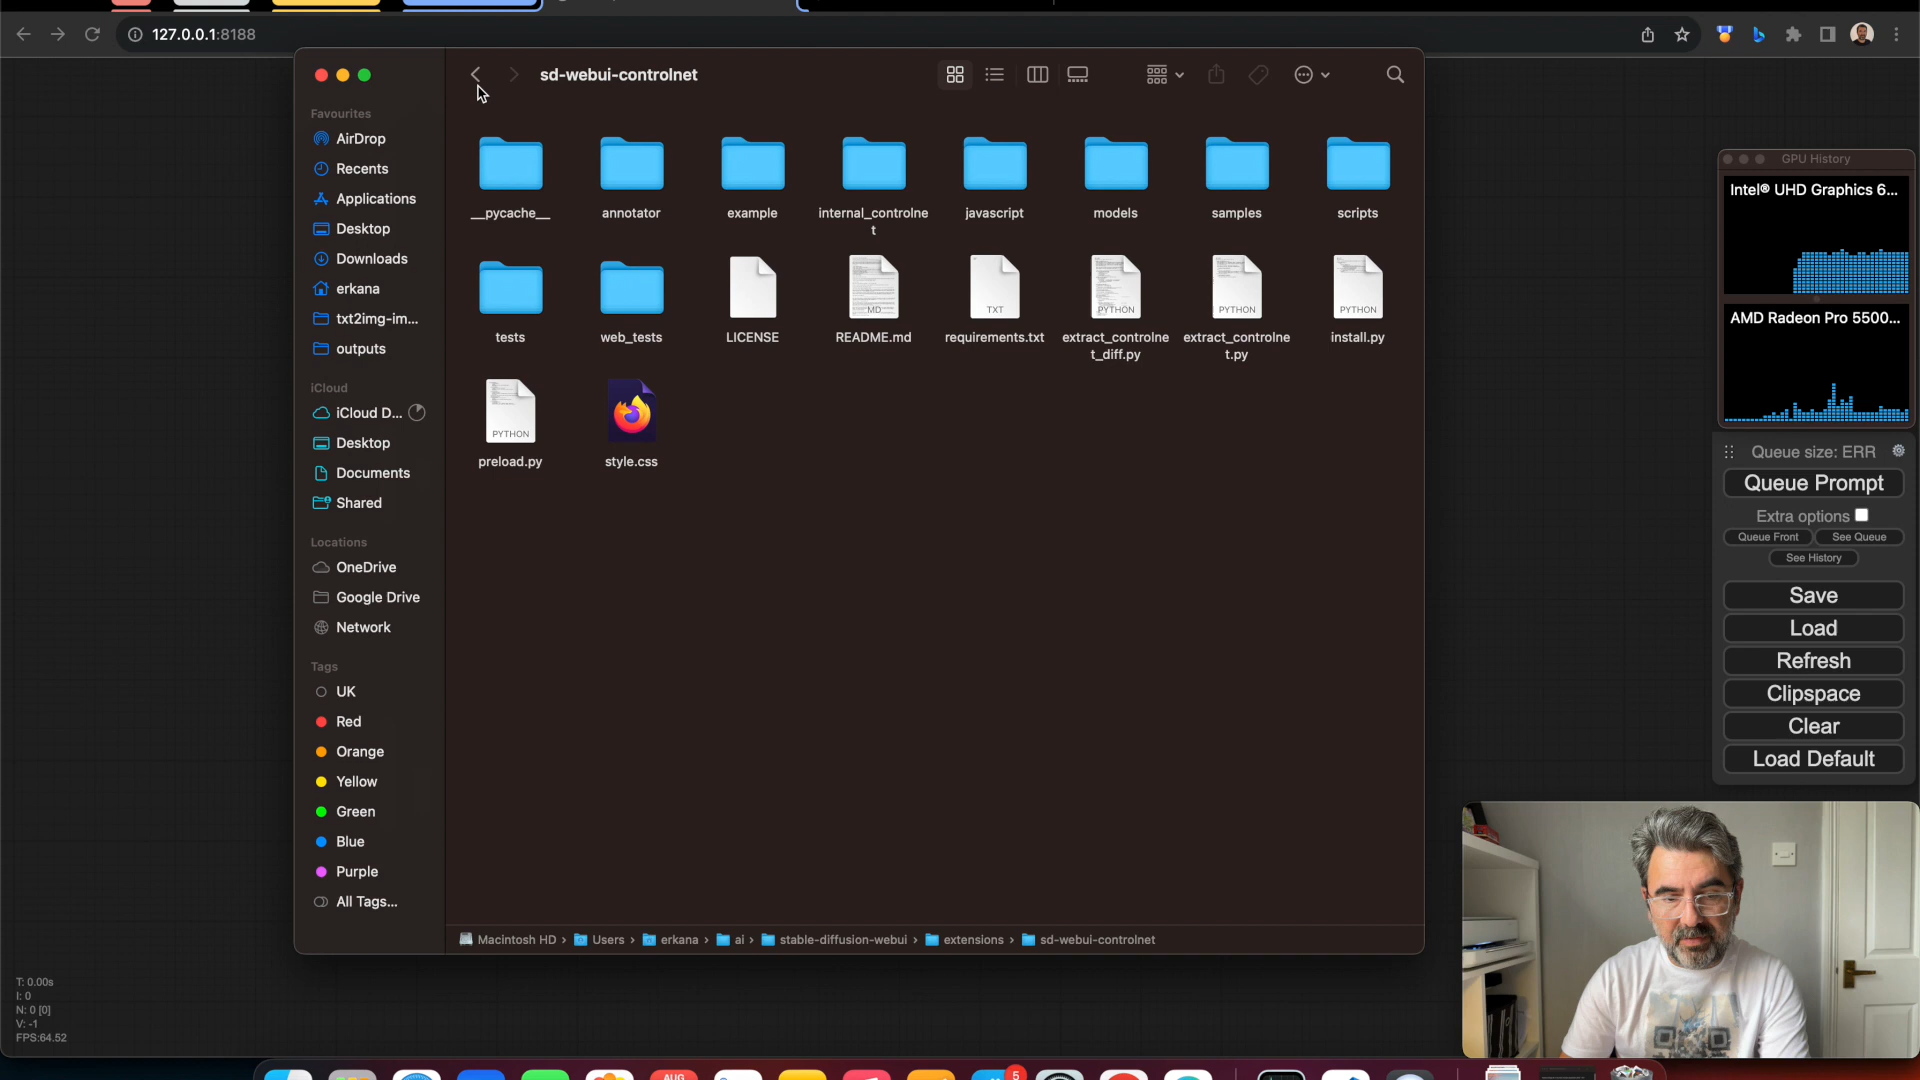 127.0.0.1:8188
sd-webui-controlnet
Favourites
AirDrop
Recents
Applications
Desktop
Downloads
erkana
txt2img-im...
outputs
iCloud
iCloud D...
Desktop
Documents
Shared
Locations
OneDrive
Google Drive
Network
Tags
UK
Red
Orange
Yellow
Green
Blue
Purple
All Tags...
__pycache__
annotator
example
internal_controlne
t
javascript
models
samples
scripts
tests
web_tests
LICENSE
MD
README.md
TXT
requirements.txt
PYTHON
extract_controlne
t_diff.py
PYTHON
extract_controlne
t.py
PYTHON
install.py
PYTHON
preload.py
style.css
Macintosh HD › Users › erkana › ai › stable-diffusion-webui › extensions › sd-webui-controlnet
GPU History
Intel® UHD Graphics 6...
AMD Radeon Pro 5500...
Queue size: ERR
Queue Prompt
Extra options
Queue Front
See Queue
See History
Save
Load
Refresh
Clipspace
Clear
Load Default
T: 0.00s
I: 0
N: 0 [0]
V: -1
FPS:64.52
AUG
5